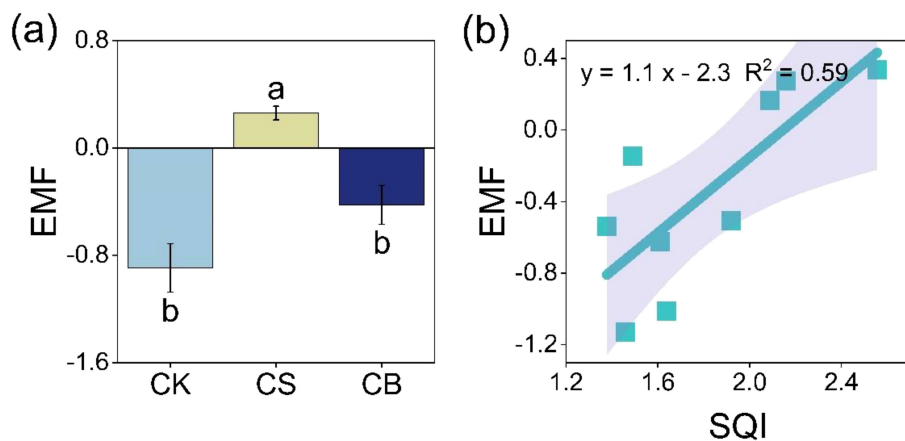 (a)
0.8
0.0
-0.8
-1.6
EMF
a
b
b
CK CS CB
(b)
y = 1.1 x - 2.3 R² = 0.59
0.4
0.0
-0.4
-0.8
-1.2
EMF
1.2 1.6 2.0 2.4
SQI